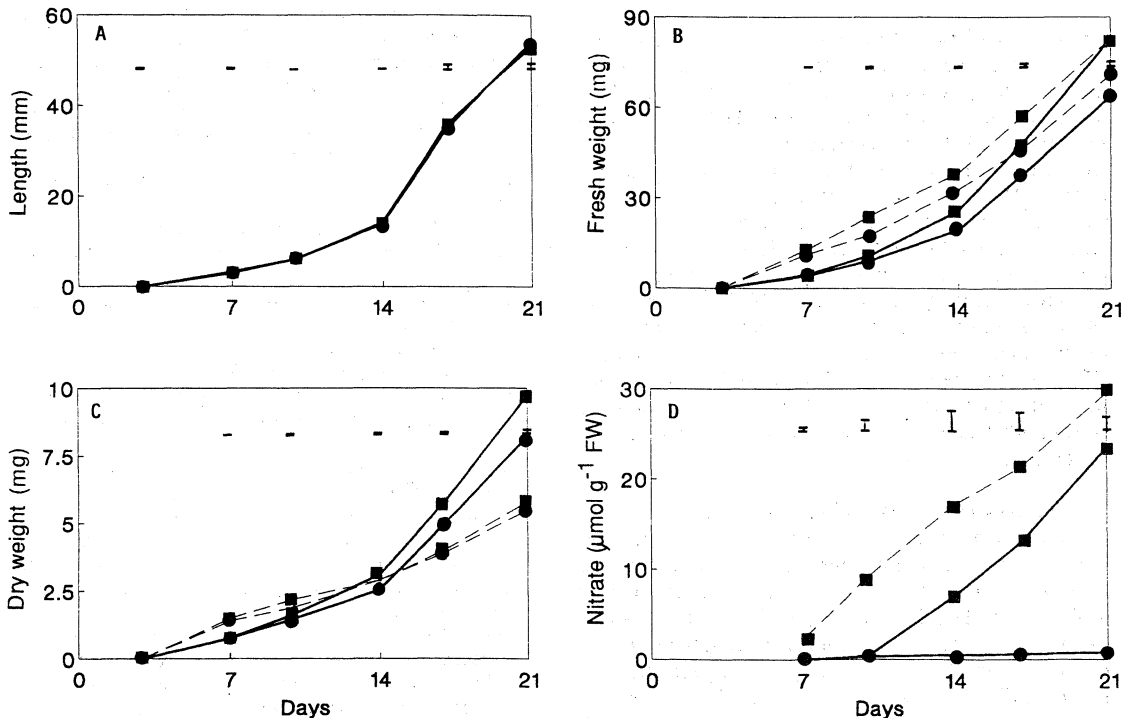 A
Length (mm)
60
40
20
0
0 7 14 21
B
Fresh weight (mg)
90
60
30
0
0 7 14 21
C
Dry weight (mg)
10
7.5
5
2.5
0
0 7 14 21
Days
D
Nitrate (μmol g⁻¹ FW)
30
20
10
0
0 7 14 21
Days